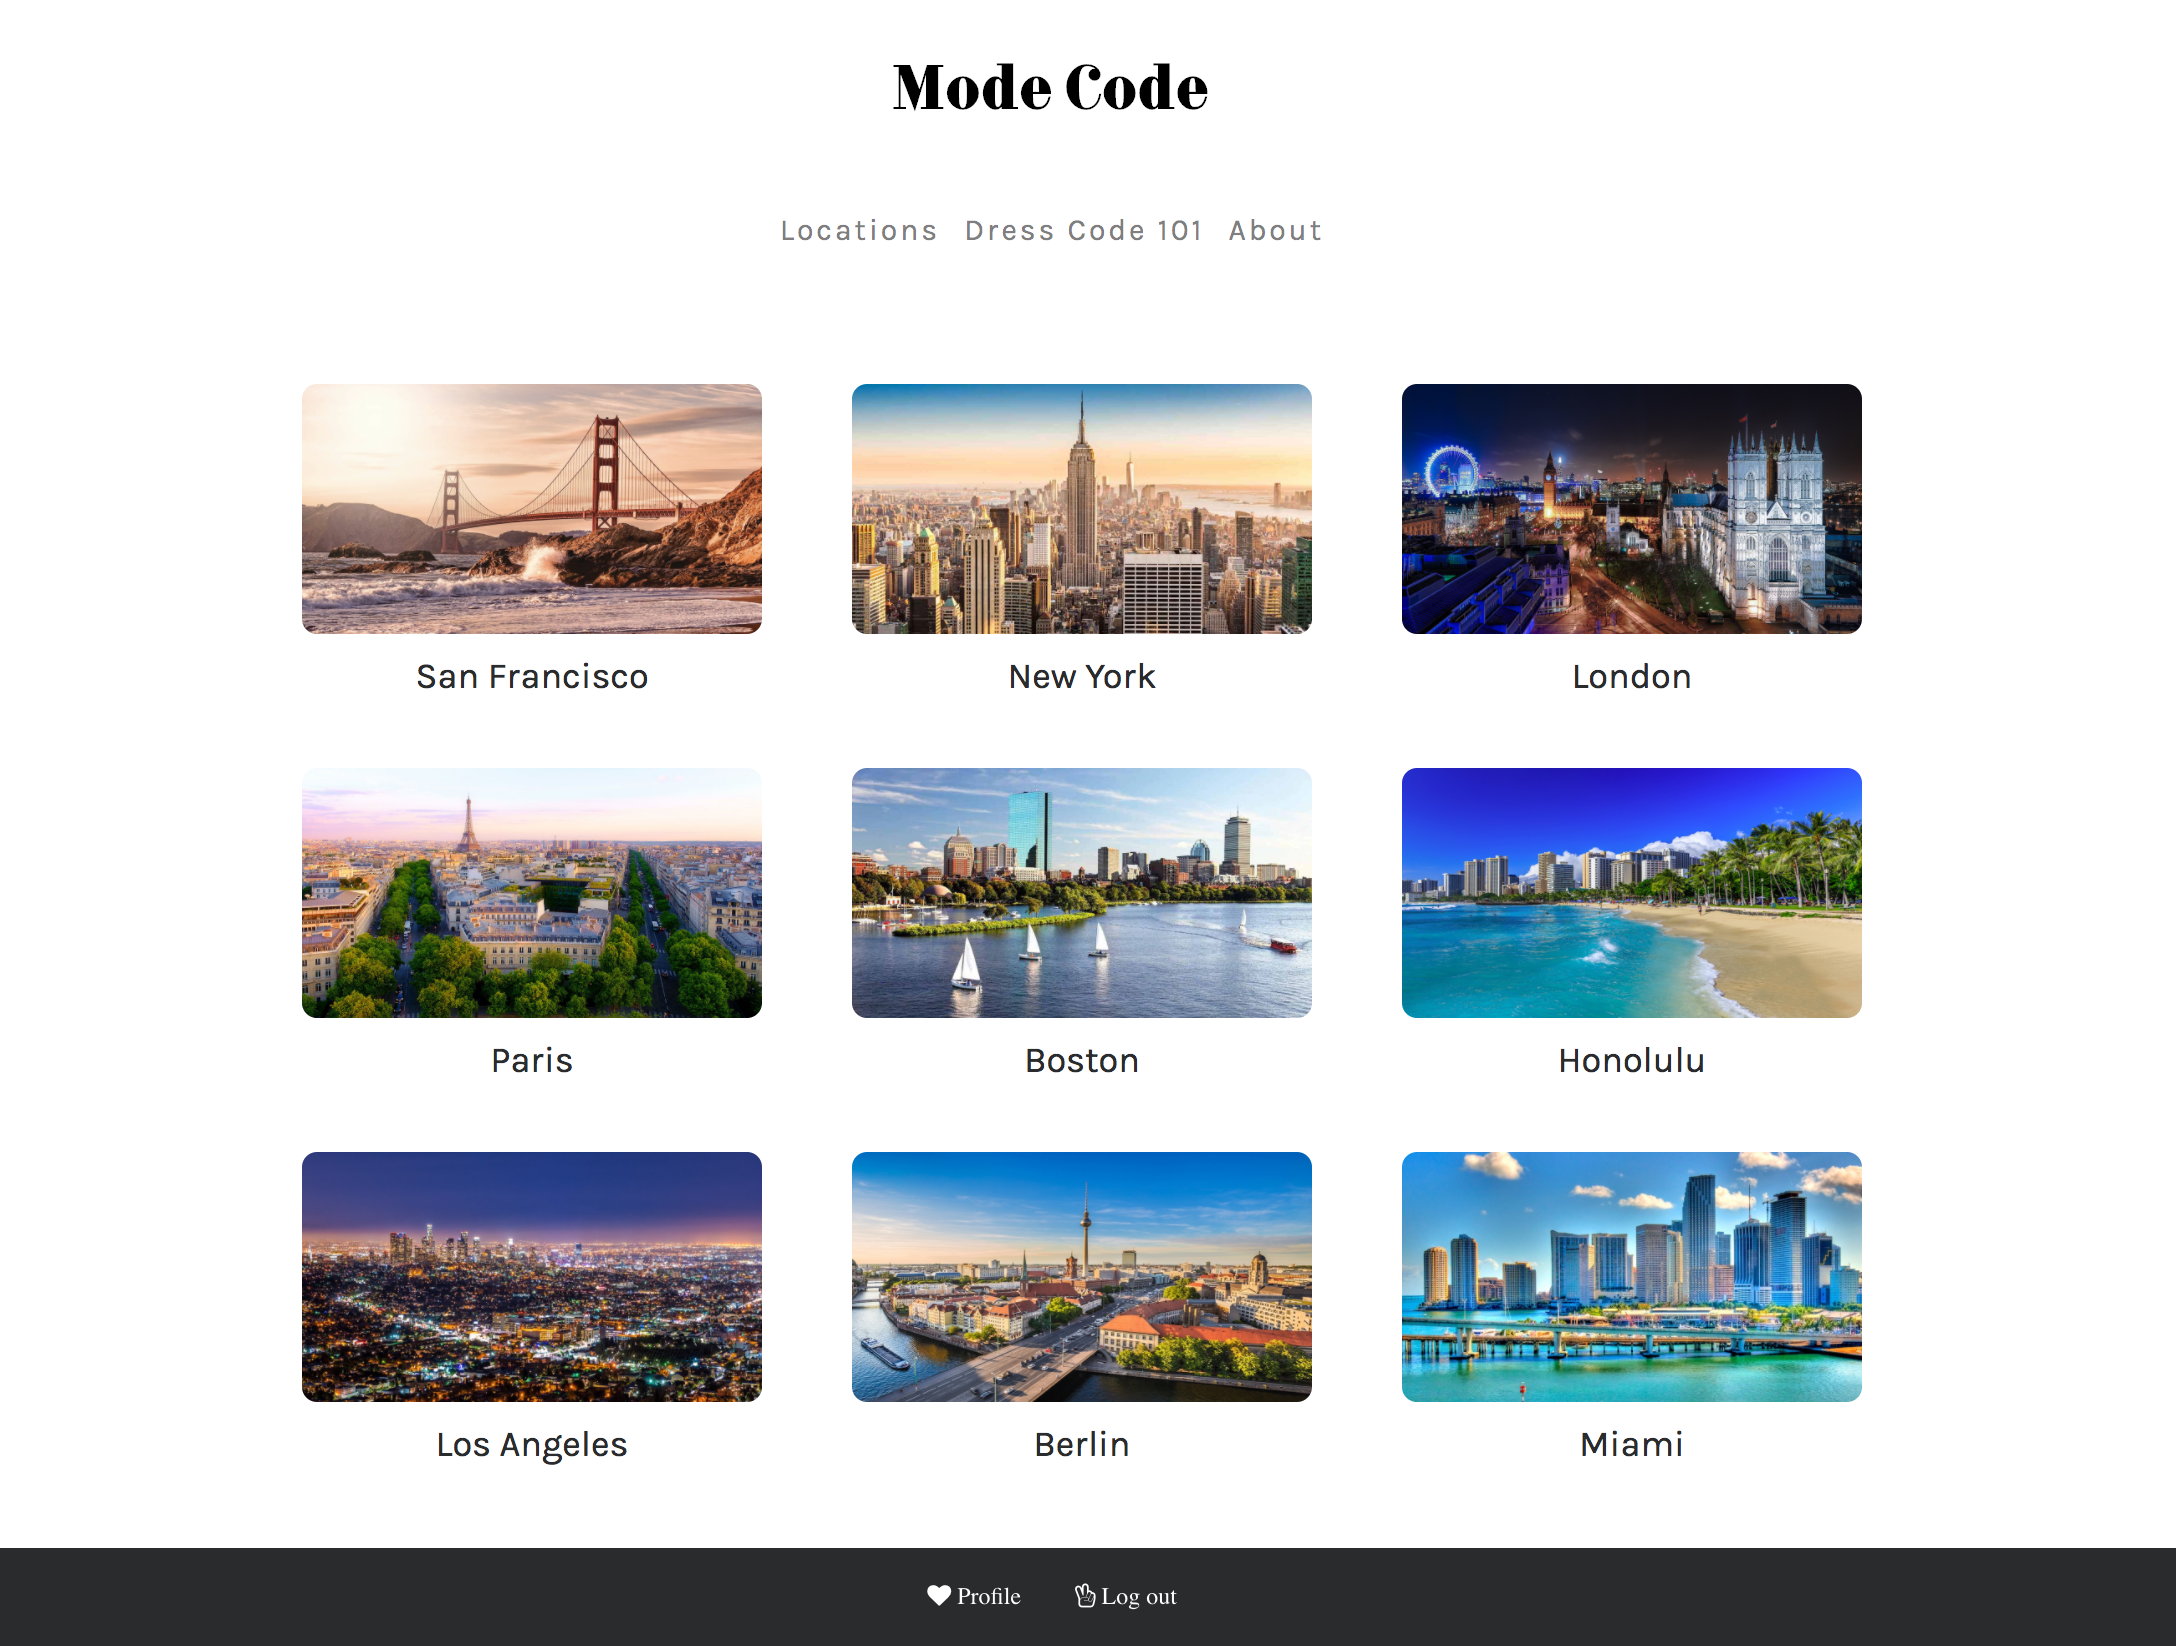 Mode Code
Locations Dress Code 101 About
San Francisco
New York
London
Paris
Boston
Honolulu
Los Angeles
Berlin
Miami
Profile
Log out